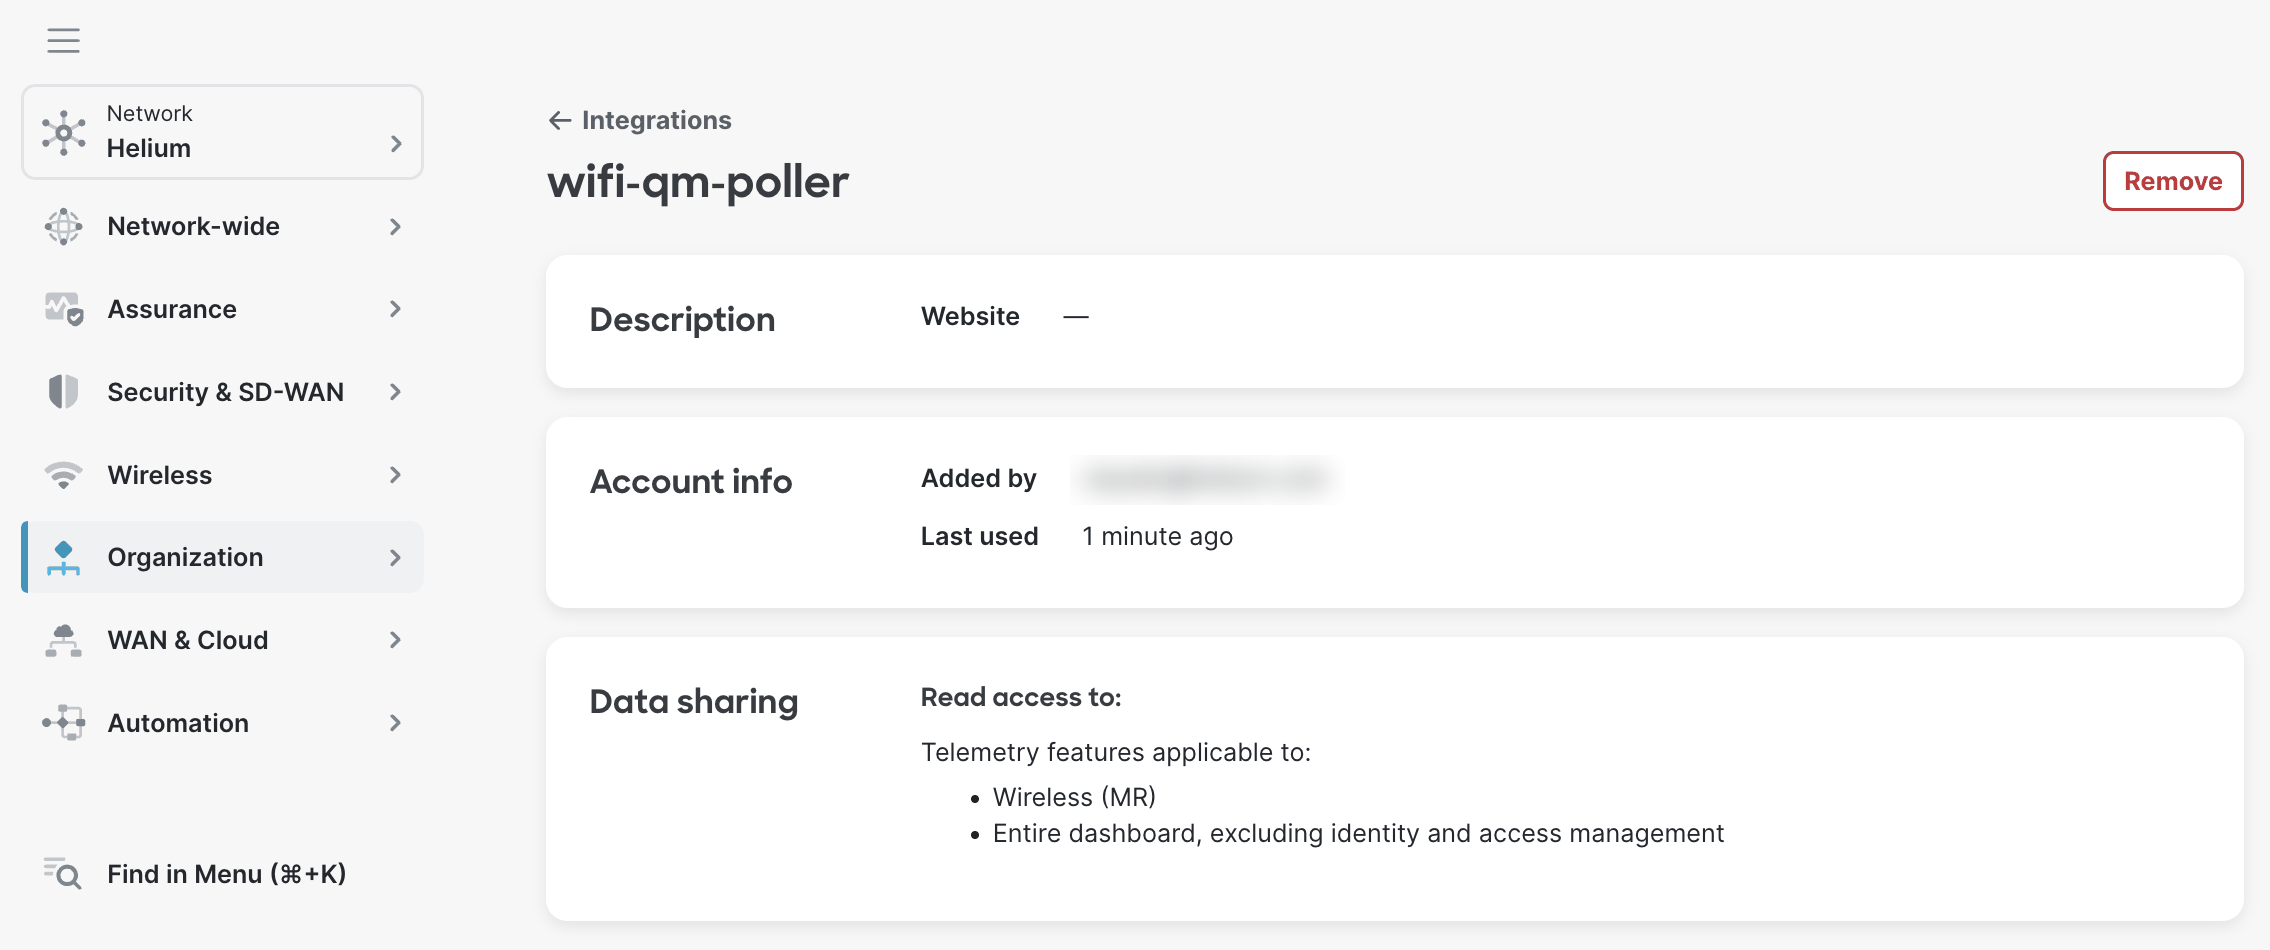 Network
Helium
Network-wide
Assurance
Security & SD-WAN
Wireless
Organization
WAN & Cloud
Automation
Find in Menu (⌘+K)
← Integrations
wifi-qm-poller
Remove
Description
Website —
Account info
Added by
Last used 1 minute ago
Data sharing
Read access to:
Telemetry features applicable to:
• Wireless (MR)
• Entire dashboard, excluding identity and access management